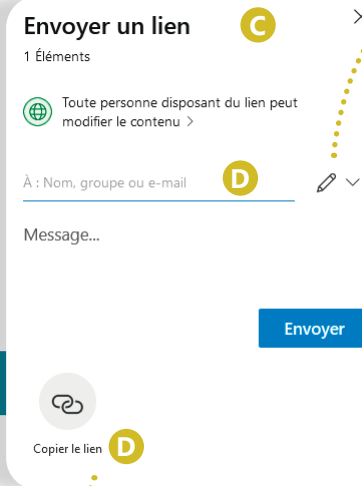 Envoyer un lien
C
1 Éléments
Toute personne disposant du lien peut
modifier le contenu >
À : Nom, groupe ou e-mail
D
Message...
Envoyer
Copier le lien
D